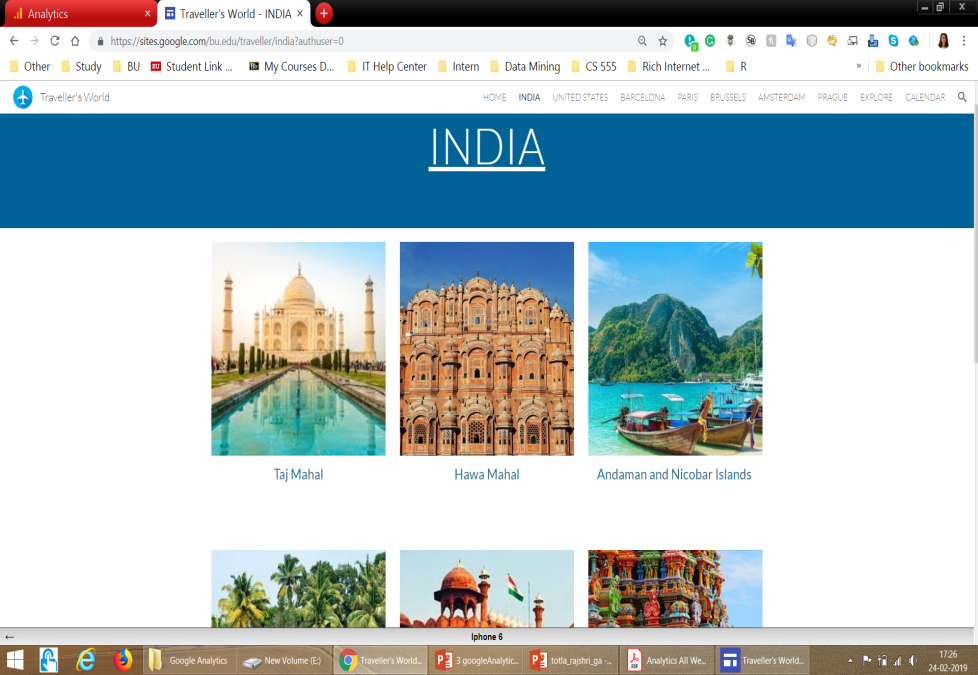 Analytics
Traveller's World - INDIA
https://sites.google.com/bu.edu/traveller/india?authuser=0
Other Study BU BU Student Link ... My Courses D... IT Help Center Intern Data Mining CS 555 Rich Internet ... R » Other bookmarks
Traveller's World
HOME INDIA UNITED STATES BARCELONA PARIS BRUSSELS AMSTERDAM PRAGUE EXPLORE CALENDAR
INDIA
Taj Mahal Hawa Mahal Andaman and Nicobar Islands
Iphone 6
Google Analytics New Volume (E:) Traveller's World... 3 googleAnalytic... totla_rajshri_ga -... Analytics All We... Traveller's World...
17:26
24-02-2019